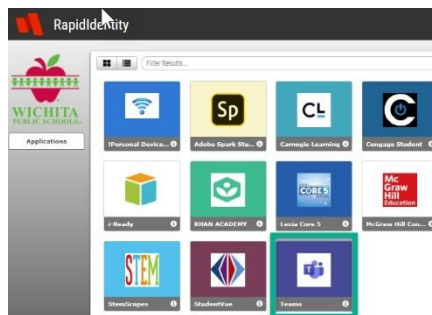 RapidIdentity
Filter Results...
WICHITA
PUBLIC SCHOOLS
Applications
Sp
CL
!Personal Device...
Adobe Spark Stu...
Carnegie Learning
Cengage Student
CORE5
Mc
Graw
Hill
Education
i-Ready
KHAN ACADEMY
Lexia Core 5
McGraw Hill Con...
STEM
StemScopes
StudentVue
Teams